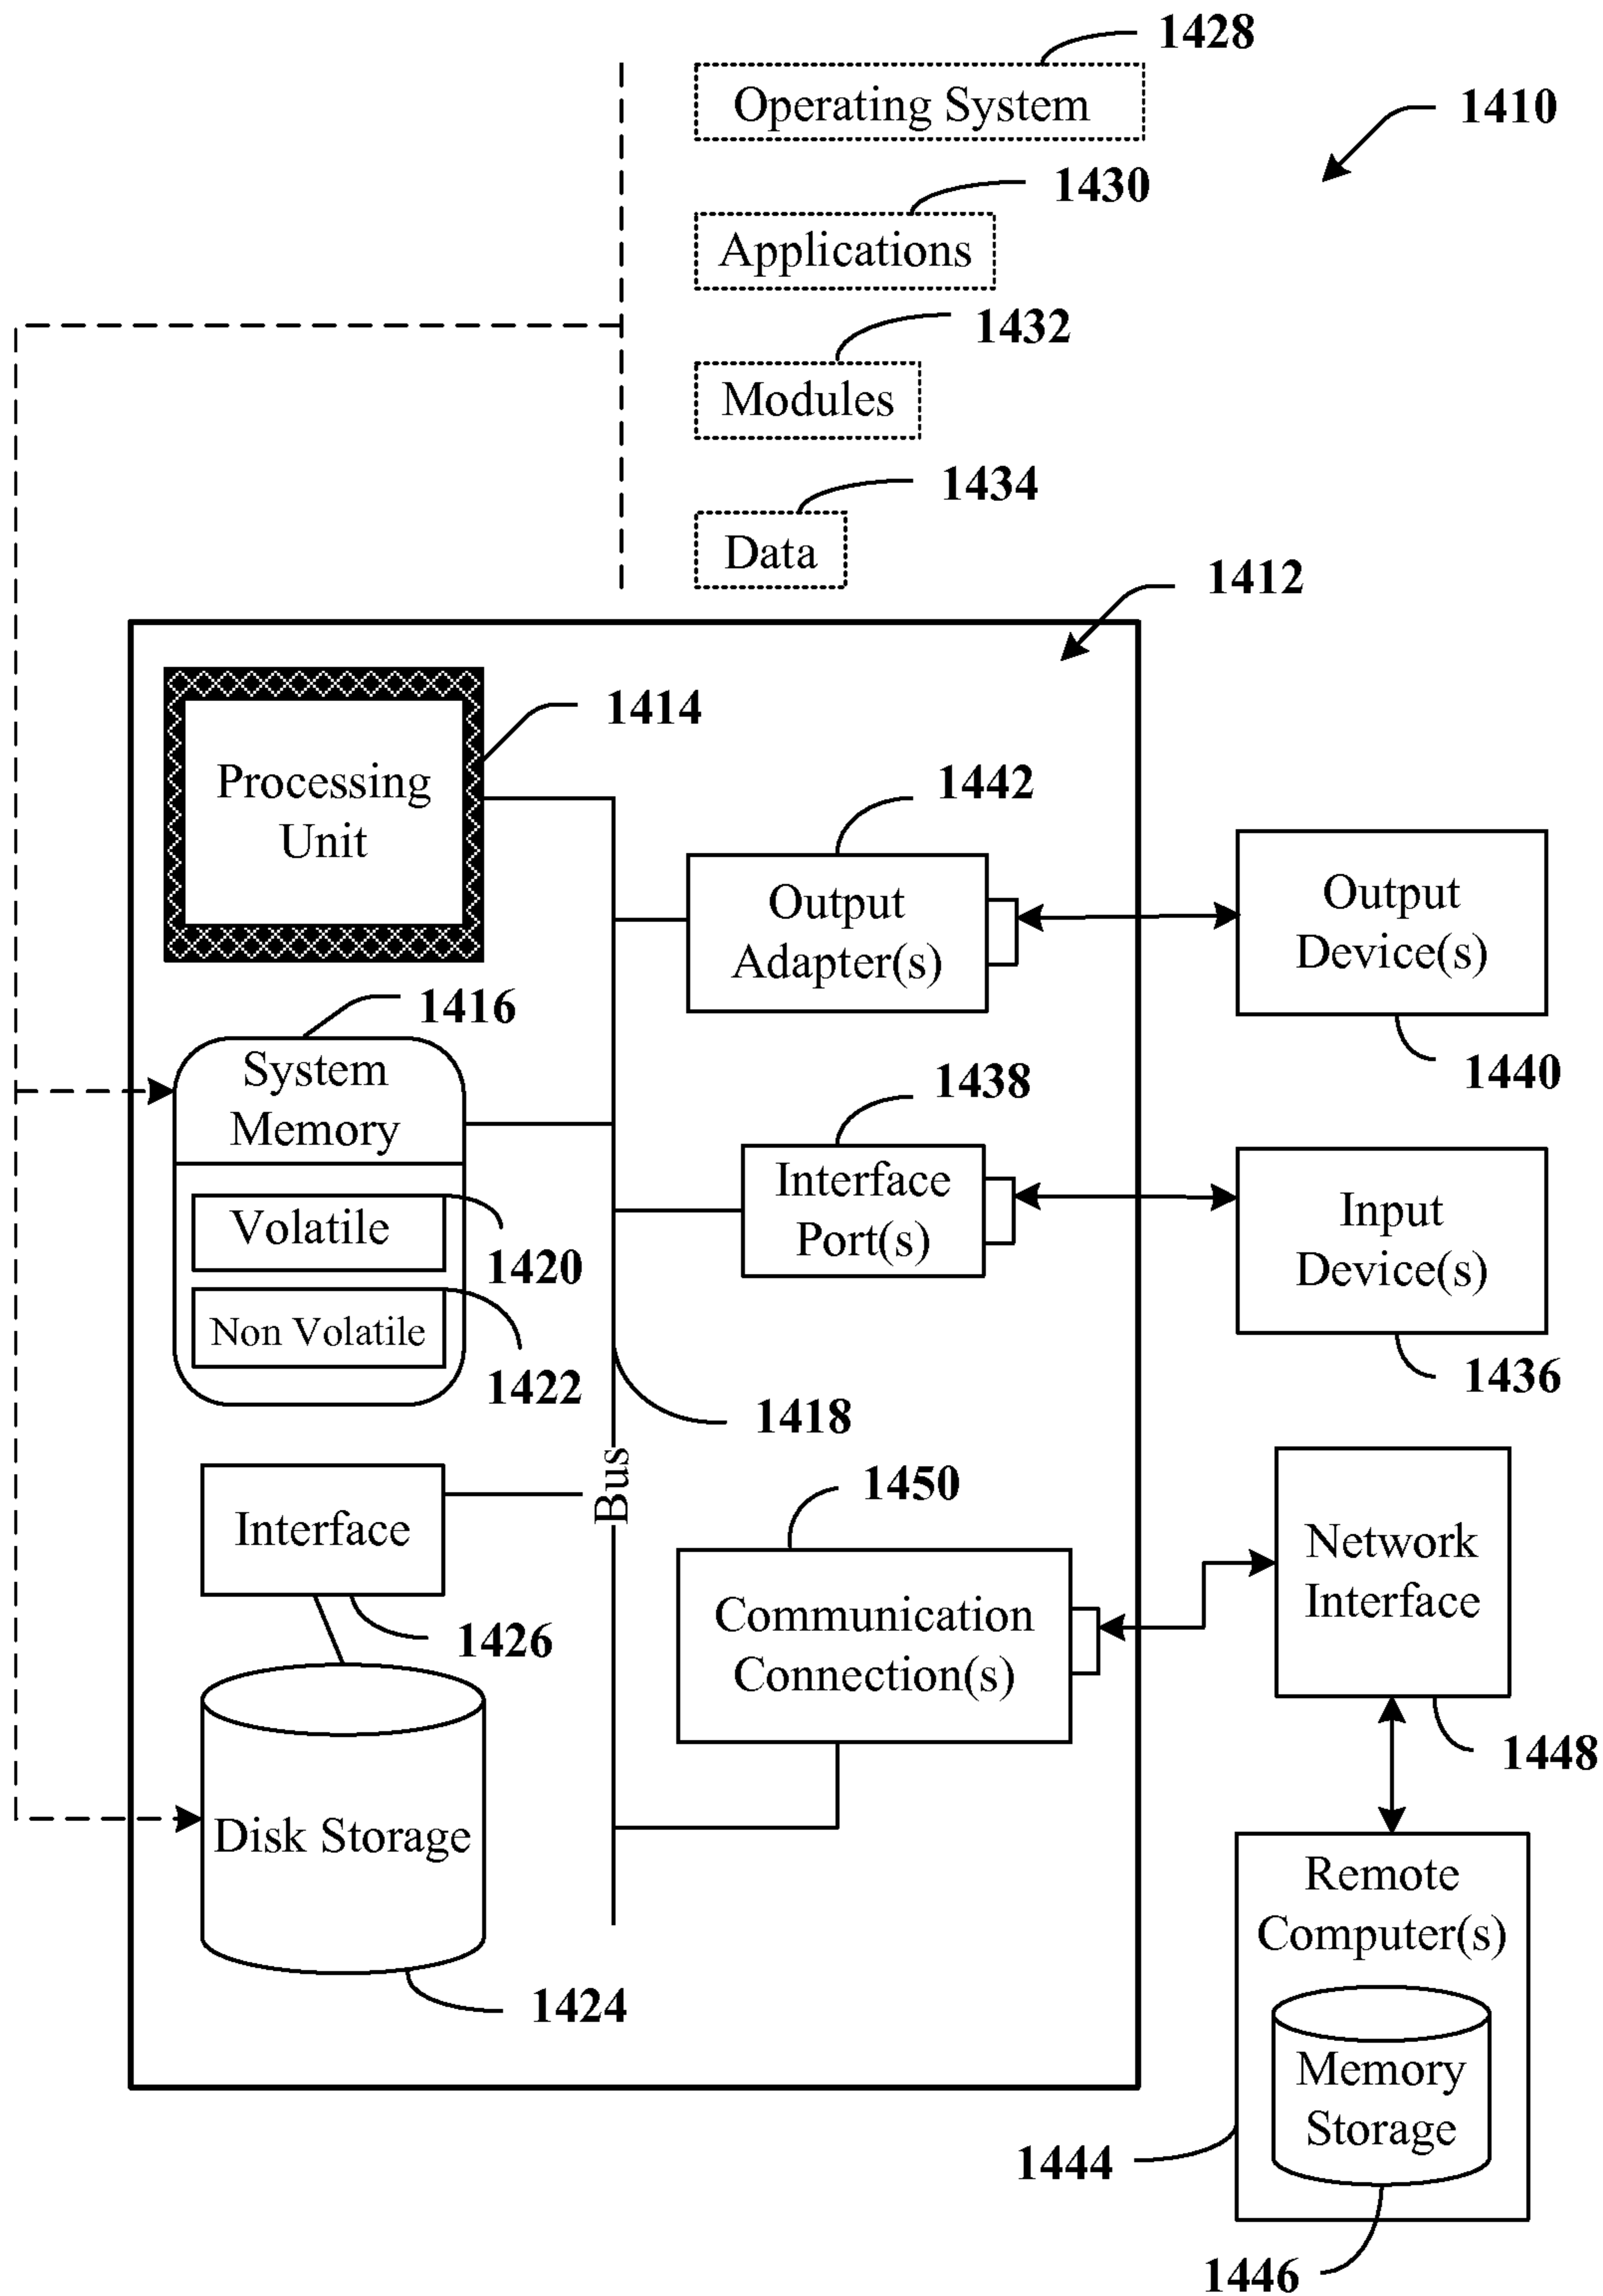 1428
Operating System
1410
1430
Applications
1432
Modules
1434
Data
1412
1414
Processing
Unit
1442
Output
Adapter(s)
Output
Device(s)
1440
1416
System
Memory
1438
Interface
Port(s)
Input
Device(s)
1436
Volatile
1420
Non Volatile
1422
1418
Bus
1450
Interface
1426
Communication
Connection(s)
Network
Interface
1448
Disk Storage
1424
Remote
Computer(s)
Memory
Storage
1444
1446